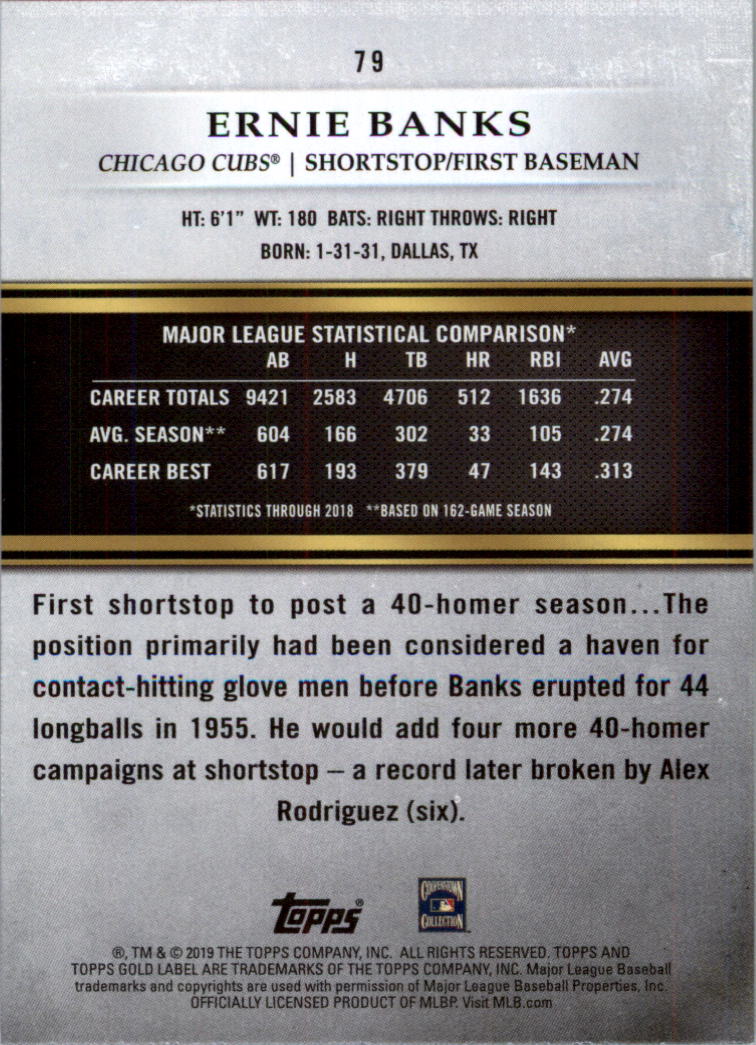 79
ERNIE BANKS
CHICAGO CUBS® | SHORTSTOP/FIRST BASEMAN
HT: 6'1" WT: 180 BATS: RIGHT THROWS: RIGHT
BORN: 1-31-31, DALLAS, TX
MAJOR LEAGUE STATISTICAL COMPARISON*
AB H TB HR RBI AVG
CAREER TOTALS 9421 2583 4706 512 1636 .274
AVG. SEASON** 604 166 302 33 105 .274
CAREER BEST 617 193 379 47 143 .313
*STATISTICS THROUGH 2018 **BASED ON 162-GAME SEASON
First shortstop to post a 40-homer season...The
position primarily had been considered a haven for
contact-hitting glove men before Banks erupted for 44
longballs in 1955. He would add four more 40-homer
campaigns at shortstop – a record later broken by Alex
Rodriguez (six).
Topps®
COOPERSTOWN
COLLECTION
®, TM & © 2019 THE TOPPS COMPANY, INC. ALL RIGHTS RESERVED. TOPPS AND
TOPPS GOLD LABEL ARE TRADEMARKS OF THE TOPPS COMPANY, INC. Major League Baseball
trademarks and copyrights are used with permission of Major League Baseball Properties, Inc.
OFFICIALLY LICENSED PRODUCT OF MLBP. Visit MLB.com